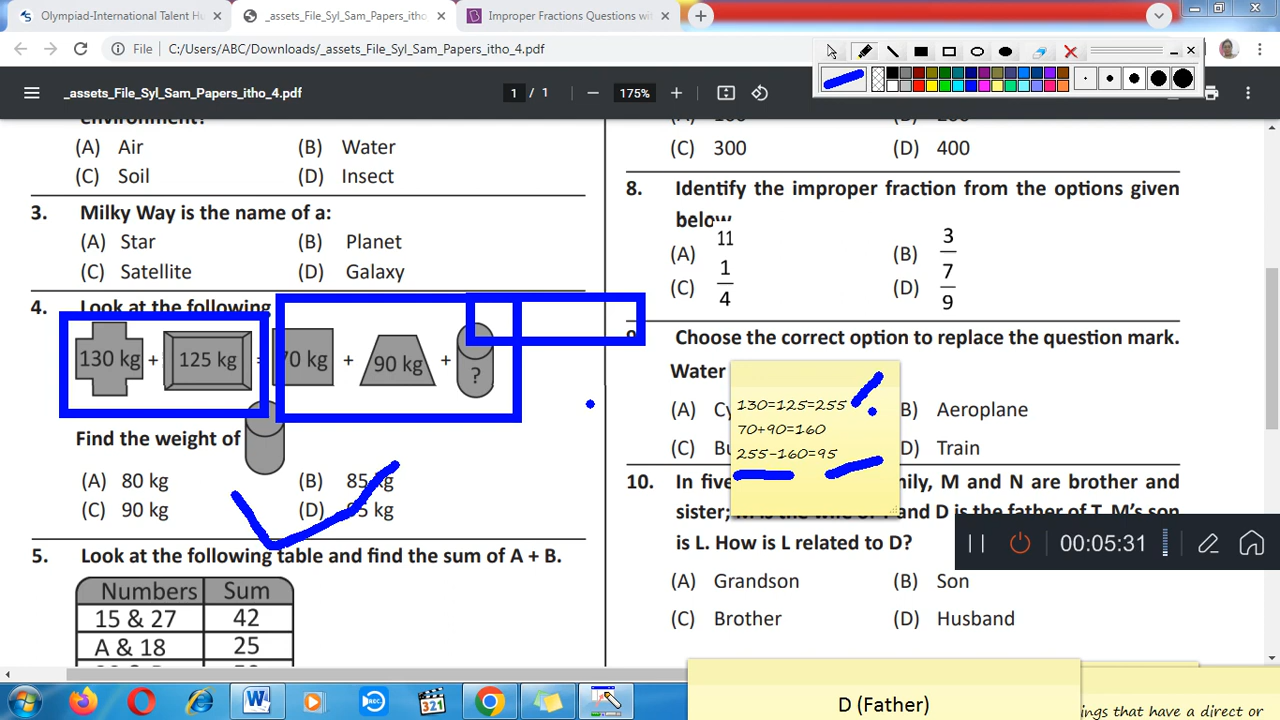 Olympiad-International Talent Hu
_assets_File_Syl_Sam_Papers_itho
Improper Fractions Questions wit
File
C:/Users/ABC/Downloads/_assets_File_Syl_Sam_Papers_itho_4.pdf
_assets_File_Syl_Sam_Papers_itho_4.pdf
1 / 1
175%
environment?
(A) Air (B) Water
(C) Soil (D) Insect
3. Milky Way is the name of a:
(A) Star (B) Planet
(C) Satellite (D) Galaxy
4. Look at the following
130 kg + 125 kg = 70 kg + 90 kg + ?
Find the weight of
(A) 80 kg (B) 85 kg
(C) 90 kg (D) 95 kg
5. Look at the following table and find the sum of A + B.
Numbers Sum
15 & 27 42
A & 18 25
(C) 300 (D) 400
8. Identify the improper fraction from the options given
below
(A) 11 (B) 3
1 7
(C) 4 (D) 9
9. Choose the correct option to replace the question mark.
Water
(A) (B) Aeroplane
(C) (D) Train
10. In M and N are brother and
sister; and D is the father of T. M's son
is L. How is L related to D?
(A) Grandson (B) Son
(C) Brother (D) Husband
130=125=255
70+90=160
255-160=95
00:05:31
321
REC
D (Father)
ings that have a direct or